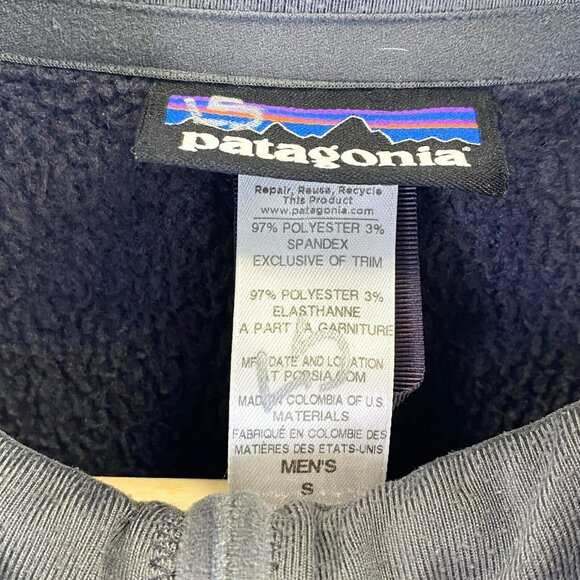 patagonia
Repair, Reuse, Recycle
This Product
www.patagonia.com
97% POLYESTER 3%
SPANDEX
EXCLUSIVE OF TRIM
97% POLYESTER 3%
ELASTHANNE
A PART LA GARNITURE
MFG DATE AND LOCATION
AT PCPSIA.COM
MADE IN COLOMBIA OF U.S.
MATERIALS
FABRIQUÉ EN COLOMBIE DES
MATIÈRES DES ETATS-UNIS
MEN'S
S